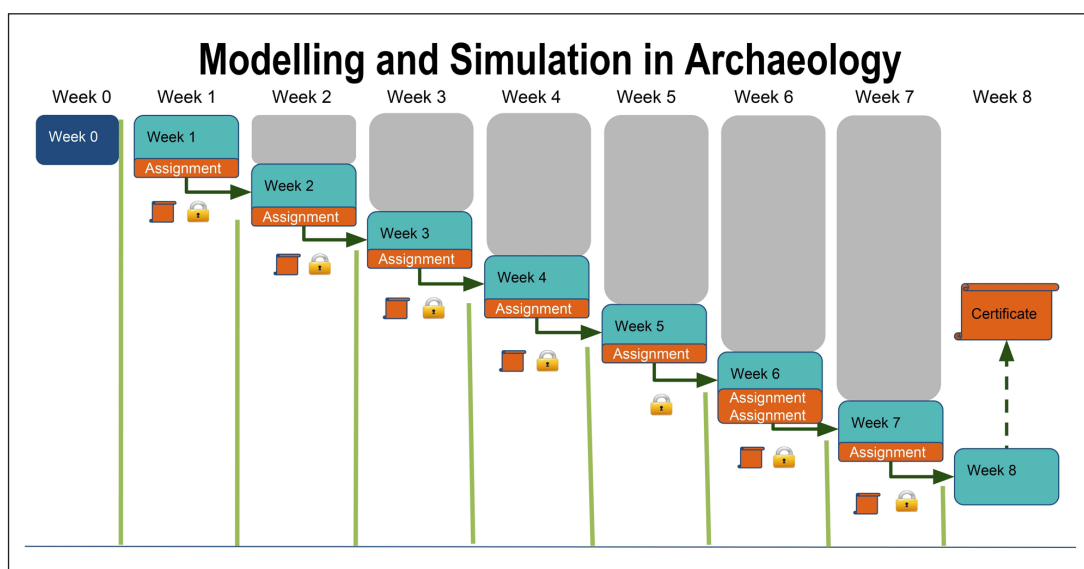 Modelling and Simulation in Archaeology
Week 0 Week 1 Week 2 Week 3 Week 4 Week 5 Week 6 Week 7 Week 8
Week 0
Week 1
Assignment
Week 2
Assignment
Week 3
Assignment
Week 4
Assignment
Week 5
Assignment
Week 6
Assignment
Assignment
Week 7
Assignment
Week 8
Certificate